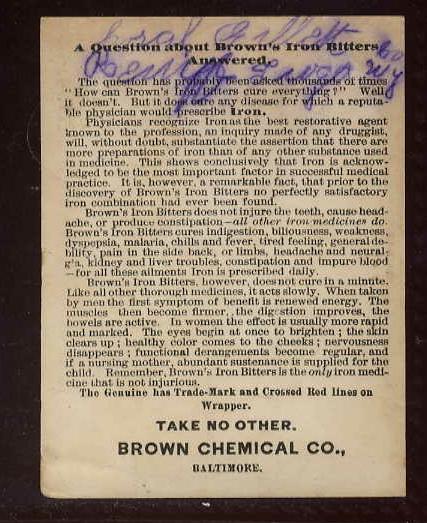 A Question about Brown's Iron Bitters
Answered.
The question has probably been asked thousands of times
"How can Brown's Iron Bitters cure everything?" Well
it doesn't. But it does cure any disease for which a reputa-
ble physician would prescribe Iron.
Physicians recognize Iron as the best restorative agent
known to the profession, an inquiry made of any druggist,
will, without doubt, substantiate the assertion that there are
more preparations of iron than of any other substance used
in medicine. This shows conclusively that Iron is acknow-
ledged to be the most important factor in successful medical
practice. It is, however, a remarkable fact, that prior to the
discovery of Brown's Iron Bitters no perfectly satisfactory
iron combination had ever been found.
Brown's Iron Bitters does not injure the teeth, cause head-
ache, or produce constipation—all other iron medicines do.
Brown's Iron Bitters cures indigestion, biliousness, weakness,
dyspepsia, malaria, chills and fever, tired feeling, general de-
bility, pain in the side back, or limbs, headache and neural-
g'a, kidney and liver troubles, constipation and impure blood
—for all these ailments Iron is prescribed daily.
Brown's Iron Bitters, however, does not cure in a minute.
Like all other thorough medicines, it acts slowly. When taken
by men the first symptom of benefit is renewed energy. The
muscles then become firmer, the digestion improves, the
bowels are active. In women the effect is usually more rapid
and marked. The eyes begin at once to brighten; the skin
clears up; healthy color comes to the cheeks; nervousness
disappears; functional derangements become regular, and
if a nursing mother, abundant sustenance is supplied for the
child. Remember, Brown's Iron Bitters is the only iron medi-
cine that is not injurious.
The Genuine has Trade-Mark and Crossed Red lines on
Wrapper.
TAKE NO OTHER.
BROWN CHEMICAL CO.,
BALTIMORE.